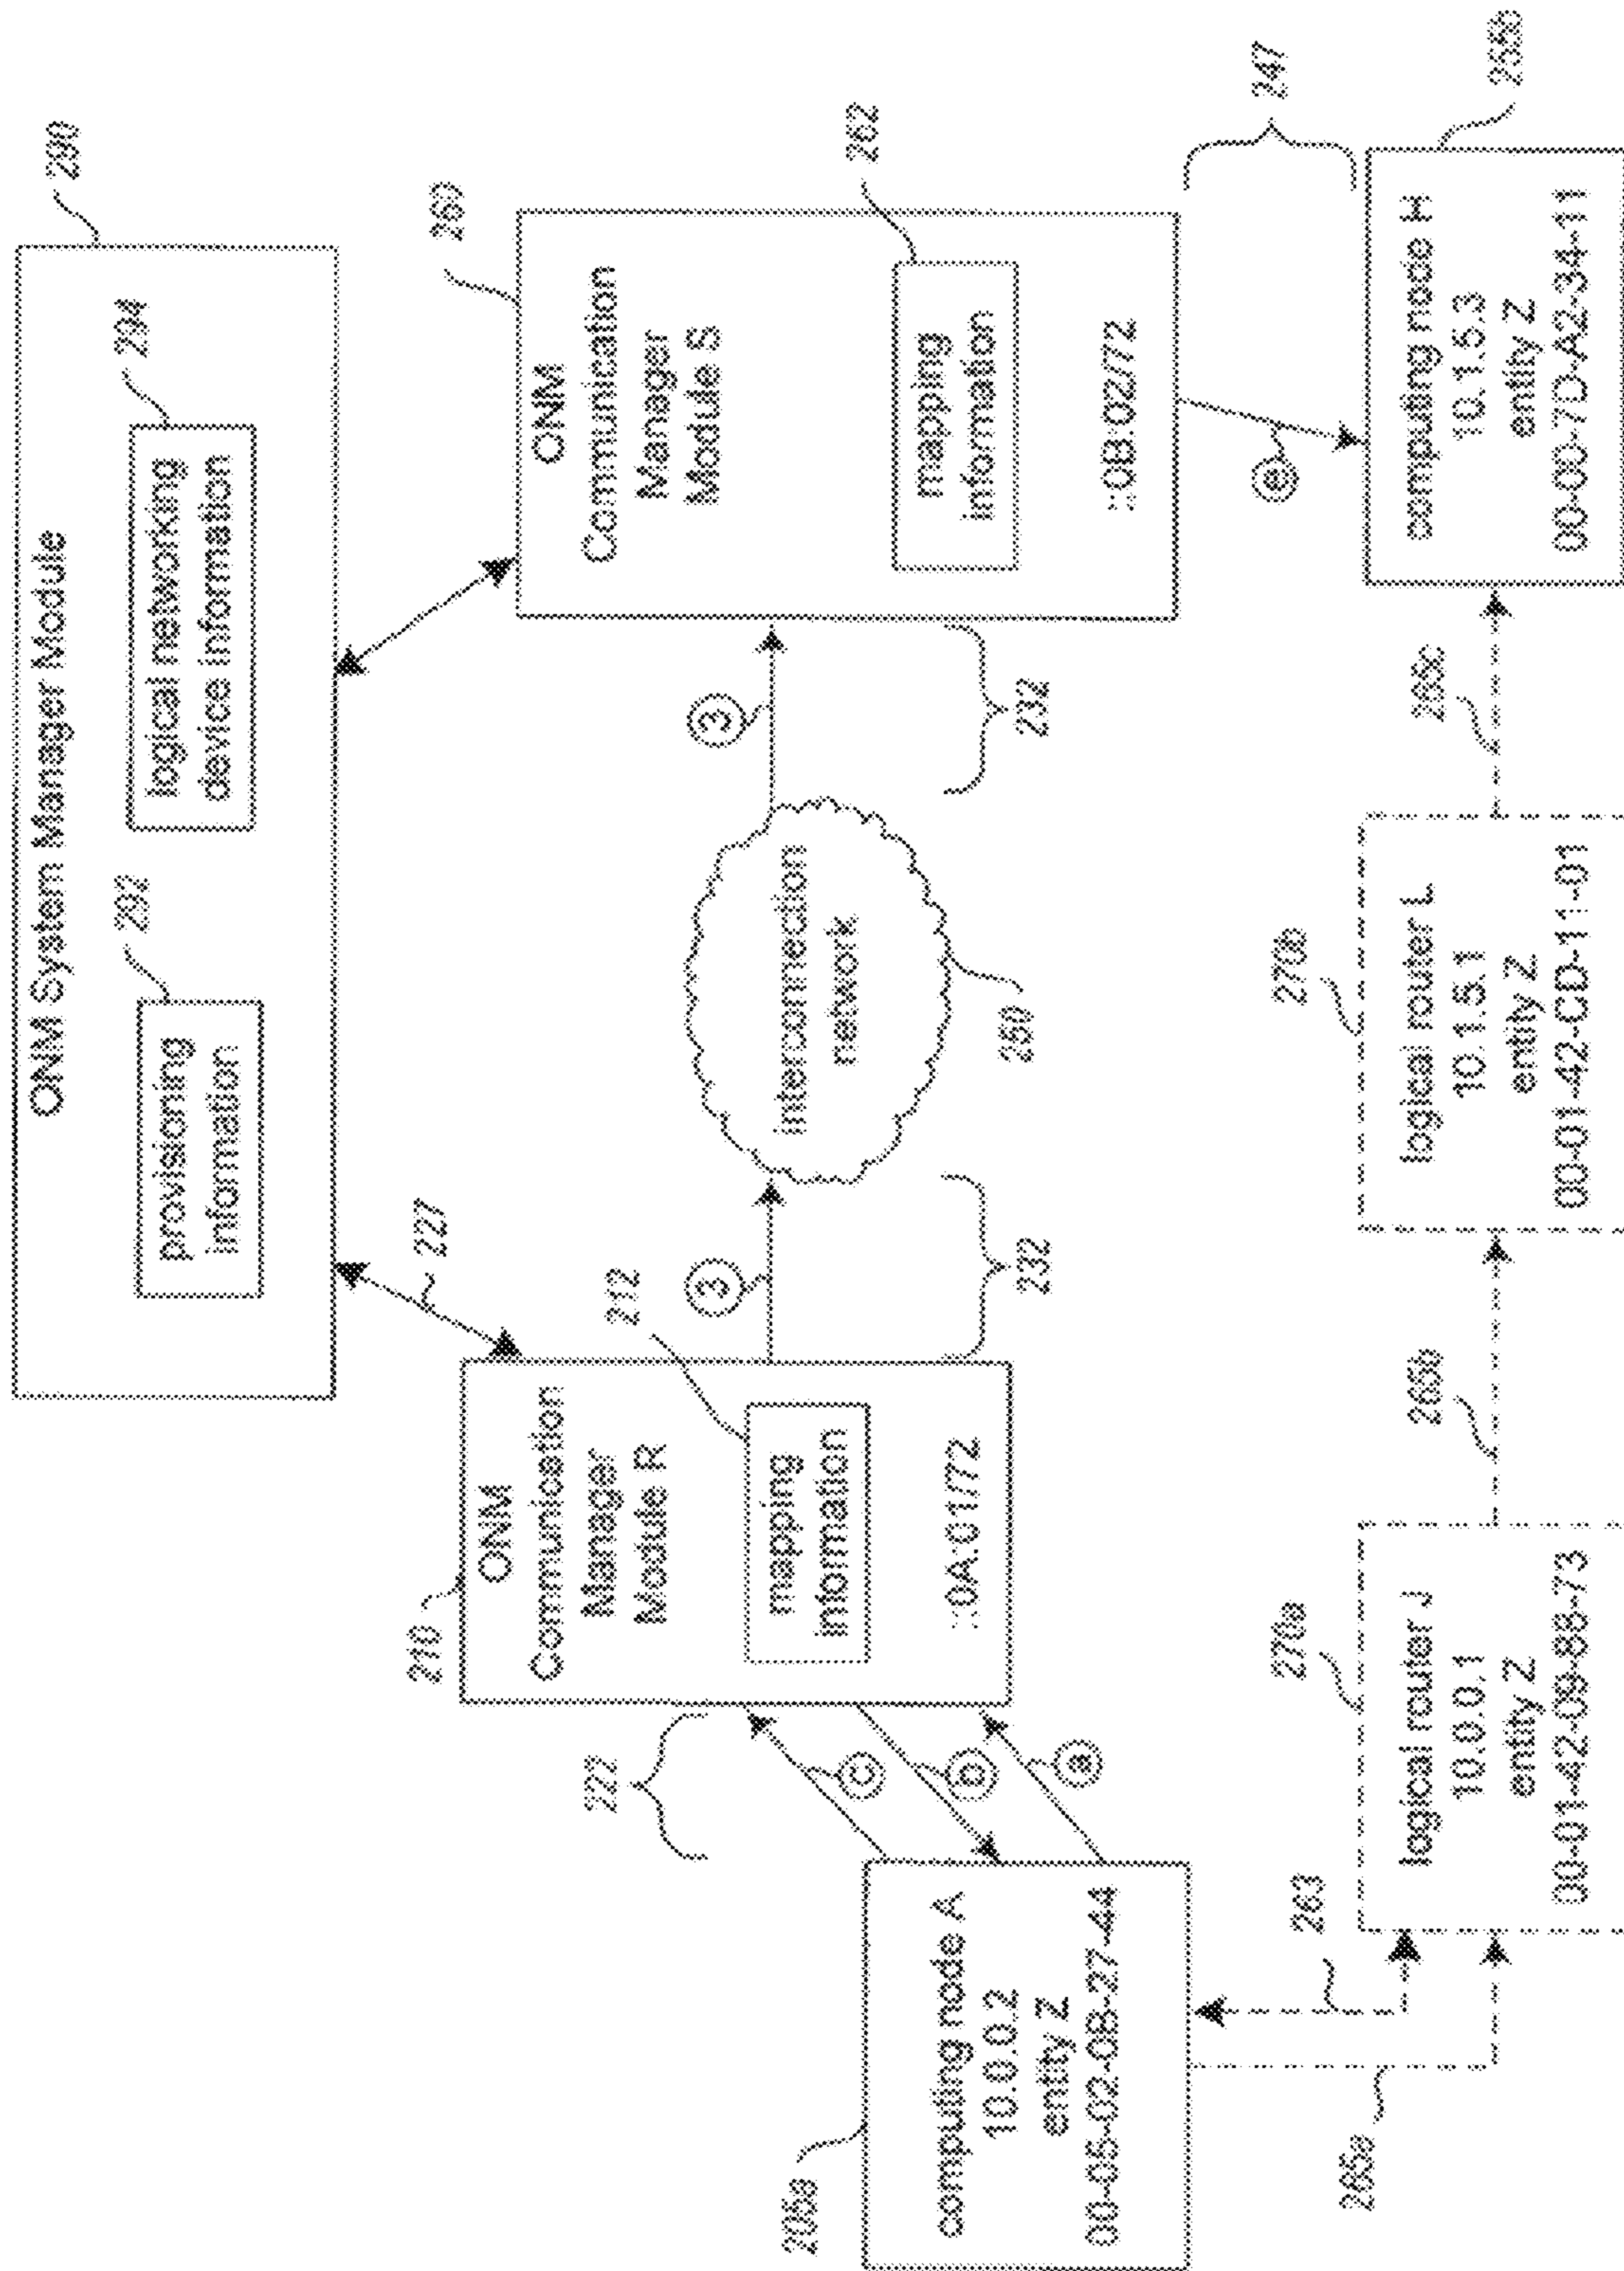 290
ONM System Manager Module
292
294
provisioning
information
logical networking
device information
227
210
ONM
Communication
Manager
Module R
212
mapping
information
::0A:01/72
260
ONM
Communication
Manager
Module S
262
mapping
information
::0B:02/72
3
3
interconnection
network
232
232
250
222
c
b
a
205a
computing node A
10.0.0.2
entity Z
00-05-02-0B-27-44
247
e
263
265a
270a
logical router J
10.0.0.1
entity Z
00-01-42-09-88-73
265b
270b
logical router L
10.1.5.1
entity Z
00-01-42-CD-11-01
265c
255b
computing node H
10.1.5.3
entity Z
00-00-7D-A2-34-11